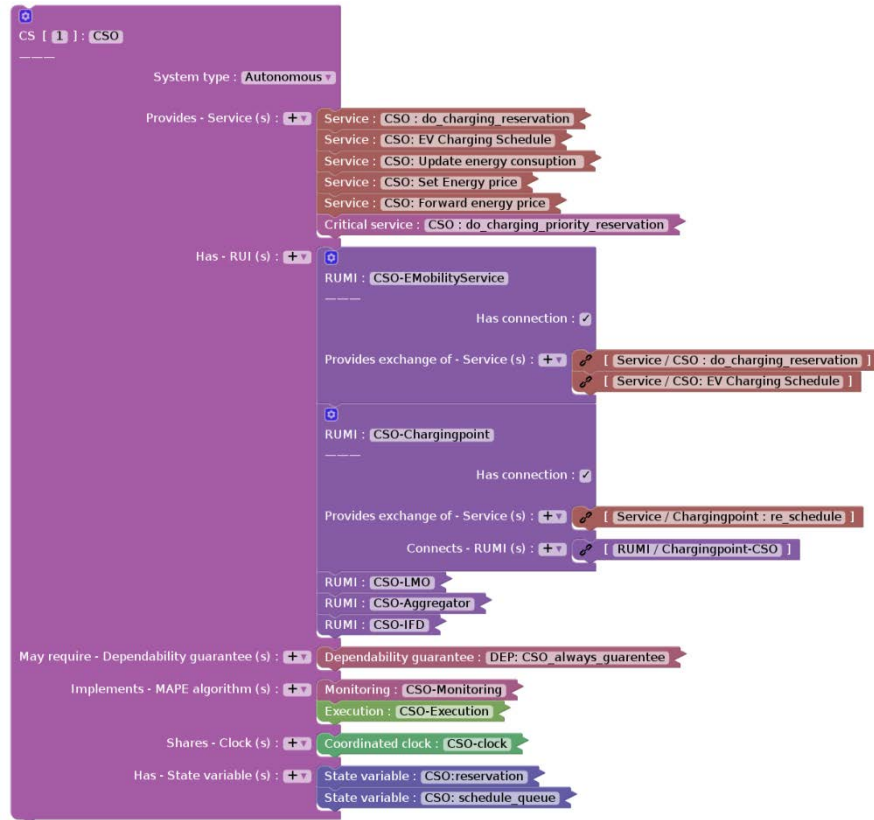 CS [ 1 ] : CSO
———
System type : Autonomous
Provides - Service (s) : +
Service : CSO : do_charging_reservation
Service : CSO: EV Charging Schedule
Service : CSO: Update energy consuption
Service : CSO: Set Energy price
Service : CSO: Forward energy price
Critical service : CSO : do_charging_priority_reservation
Has - RUI (s) : +
RUMI : CSO-EMobilityService
———
Has connection :
Provides exchange of - Service (s) : +
[ Service / CSO : do_charging_reservation ]
[ Service / CSO: EV Charging Schedule ]
RUMI : CSO-Chargingpoint
———
Has connection :
Provides exchange of - Service (s) : + [ Service / Chargingpoint : re_schedule ]
Connects - RUMI (s) : + [ RUMI / Chargingpoint-CSO ]
RUMI : CSO-LMO
RUMI : CSO-Aggregator
RUMI : CSO-IFD
May require - Dependability guarantee (s) : + Dependability guarantee : DEP: CSO_always_guarentee
Implements - MAPE algorithm (s) : + Monitoring : CSO-Monitoring
Execution : CSO-Execution
Shares - Clock (s) : + Coordinated clock : CSO-clock
Has - State variable (s) : + State variable : CSO:reservation
State variable : CSO: schedule_queue